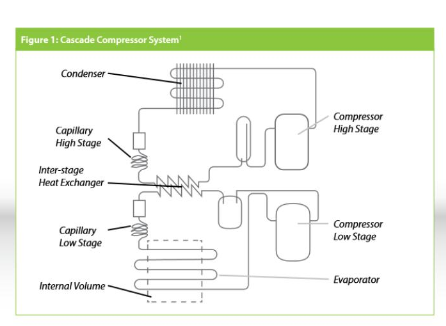 Figure 1: Cascade Compressor System¹
Condenser
Capillary
High Stage
Compressor
High Stage
Inter-stage
Heat Exchanger
Capillary
Low Stage
Compressor
Low Stage
Internal Volume
Evaporator